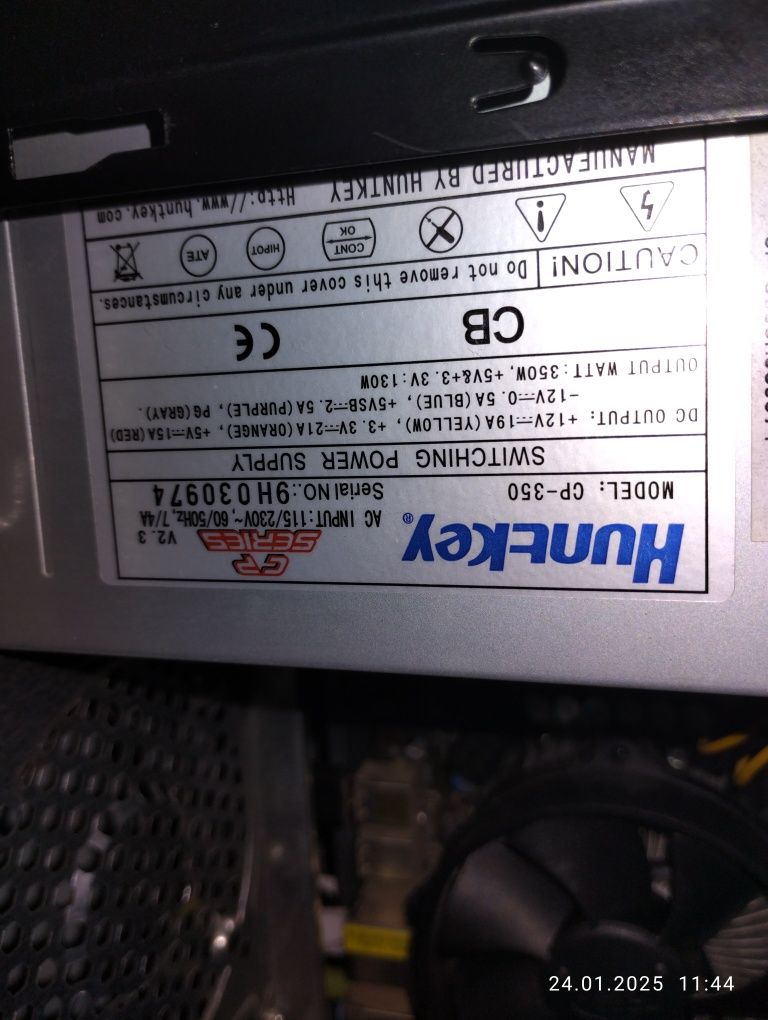 HuntKey® GP SERIES V2.3
AC INPUT:115/230V~,60/50Hz,7/4A
MODEL: GP-350 Serial NO.:9H030974
SWITCHING POWER SUPPLY
DC OUTPUT: +12V⎓19A(YELLOW), +3.3V⎓21A(ORANGE), +5V⎓15A(RED)
-12V⎓0.5A(BLUE), +5VSB⎓2.5A(PURPLE), PG(GRAY).
OUTPUT WATT:350W, +5V&+3.3V:130W
CB CE
CAUTION! Do not remove this cover under any circumstances.
CONT OK HIPOT ATE
MANUFACTURED BY HUNTKEY Http://www.huntkey.com
24.01.2025 11:44